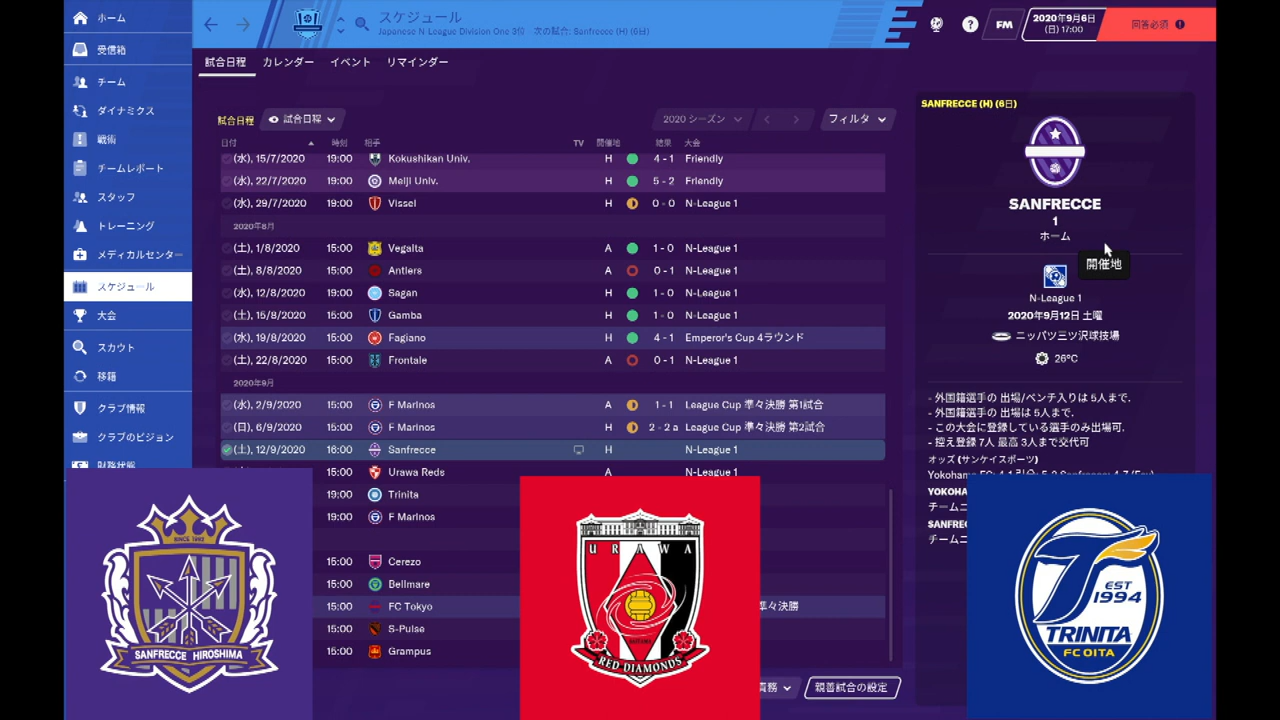 ホーム
受信箱
チーム
ダイナミクス
戦術
チームレポート
スタッフ
トレーニング
メディカルセンター
スケジュール
大会
スカウト
移籍
クラブ情報
クラブのビジョン
財務状態
スケジュール
Japanese N-League Division One 3位 次の試合: Sanfrecce (H) (6日)
FM
2020年9月6日
(日) 17:00
回答必須
試合日程 カレンダー イベント リマインダー
試合日程 試合日程
2020 シーズン フィルタ
日付 時刻 相手 TV 開催地 結果 大会
(水), 15/7/2020 19:00 Kokushikan Univ. H 4-1 Friendly
(水), 22/7/2020 19:00 Meiji Univ. H 5-2 Friendly
(水), 29/7/2020 19:00 Vissel H 0-0 N-League 1
2020年8月
(土), 1/8/2020 15:00 Vegalta A 1-0 N-League 1
(土), 8/8/2020 15:00 Antlers A 0-1 N-League 1
(水), 12/8/2020 15:00 Sagan H 1-0 N-League 1
(土), 15/8/2020 15:00 Gamba H 1-0 N-League 1
(水), 19/8/2020 15:00 Fagiano H 4-1 Emperor's Cup 4ラウンド
(土), 22/8/2020 15:00 Frontale A 0-1 N-League 1
2020年9月
(水), 2/9/2020 15:00 F Marinos A 1-1 League Cup 準々決勝 第1試合
(日), 6/9/2020 15:00 F Marinos H 2-2 a League Cup 準々決勝 第2試合
(土), 12/9/2020 16:00 Sanfrecce H N-League 1
15:00 Urawa Reds A N-League 1
19:00 Trinita
19:00 F Marinos
15:00 Cerezo
15:00 Bellmare
15:00 FC Tokyo 準々決勝
15:00 S-Pulse
15:00 Grampus
親善試合の設定
SANFRECCE (H) (6日)
SANFRECCE
1
ホーム
開催地
N-League 1
2020年9月12日 土曜
ニッパツ三ツ沢球技場
26°C
- 外国籍選手の 出場/ベンチ入りは 5人まで.
- 外国籍選手の 出場は 5人まで.
- この大会に登録している選手のみ出場可.
- 控え登録 7人 最高 3人まで交代可
オッズ (サンケイスポーツ)
YOKOHA
チームニ
SANFREC
チームニ
SINCE 1992
SANFRECCE HIROSHIMA
URAWA
RED DIAMONDS
EST
1994
TRINITA
FC OITA